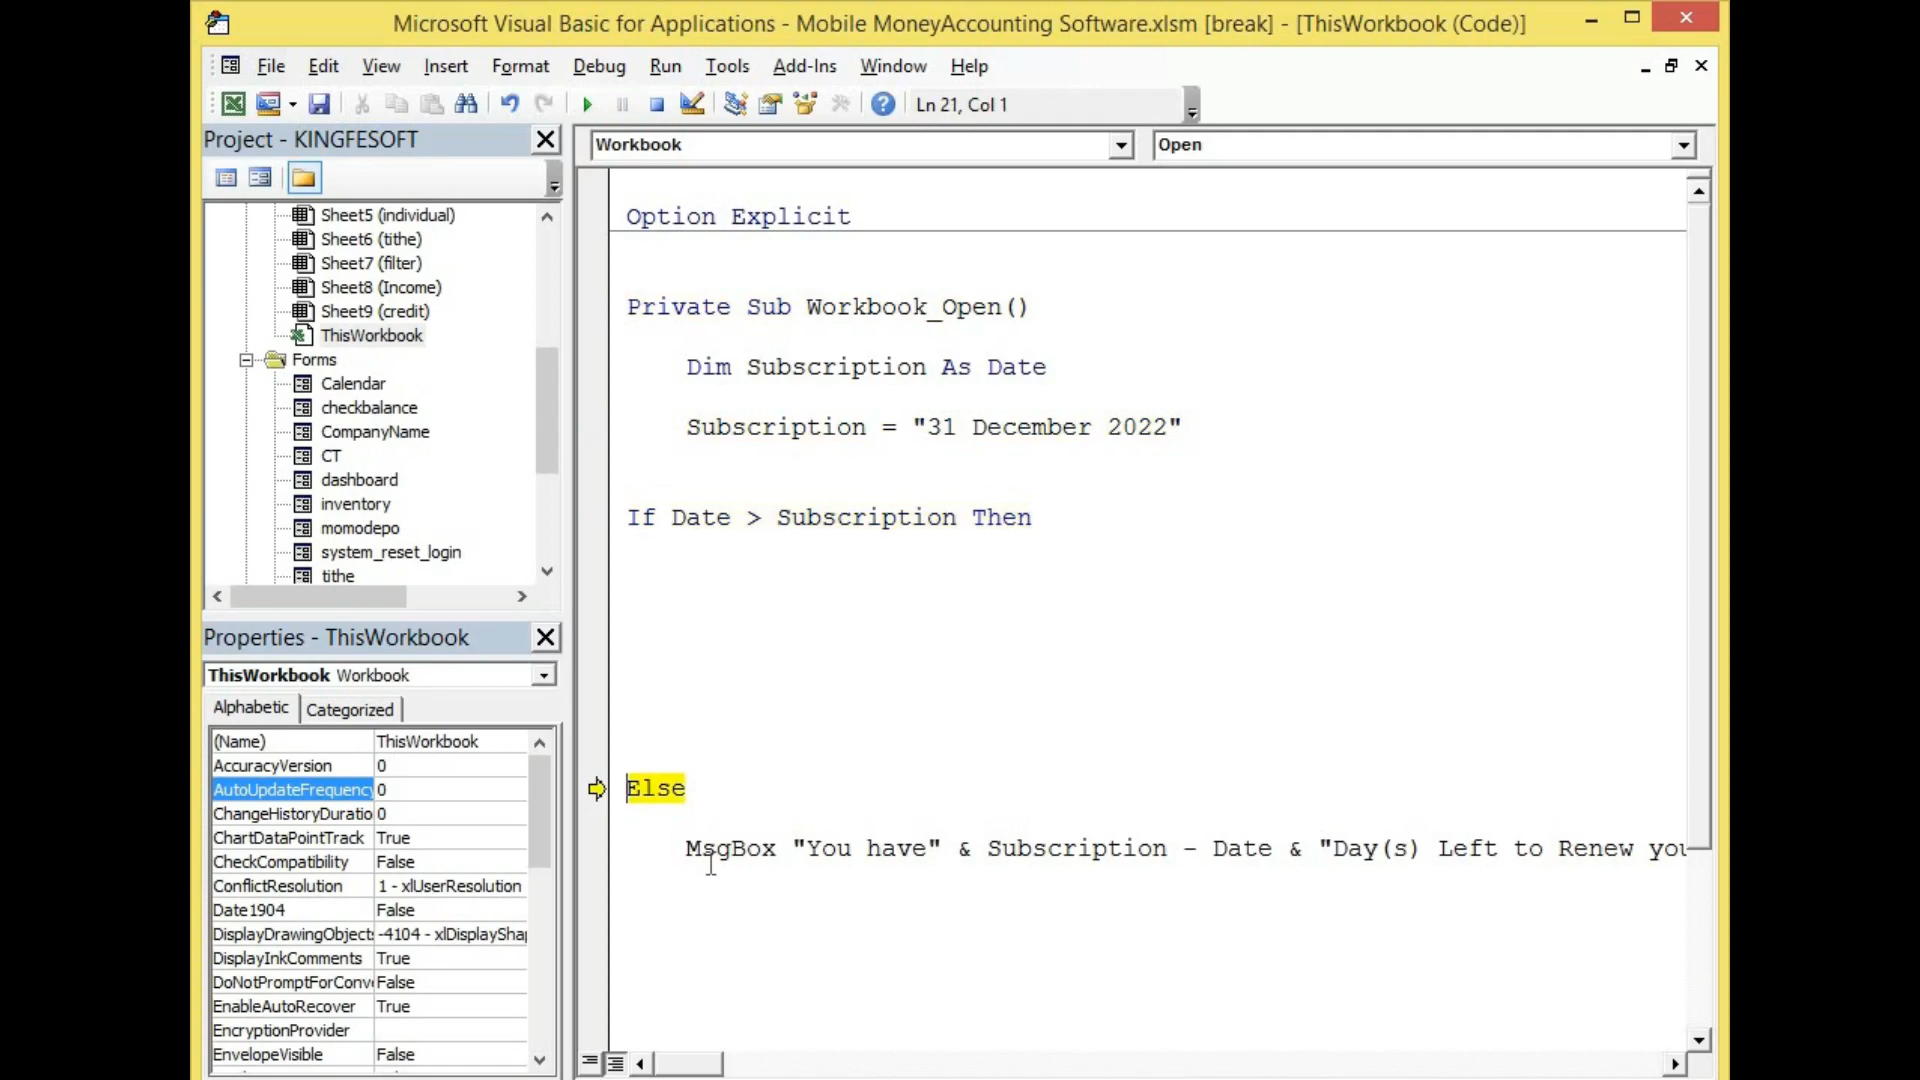 Microsoft Visual Basic for Applications - Mobile MoneyAccounting Software.xlsm [break] - [ThisWorkbook (Code)]
File Edit View Insert Format Debug Run Tools Add-Ins Window Help
Ln 21, Col 1
Project - KINGFESOFT
Workbook
Open
Sheet5 (individual)
Sheet6 (tithe)
Sheet7 (filter)
Sheet8 (Income)
Sheet9 (credit)
ThisWorkbook
Forms
Calendar
checkbalance
CompanyName
CT
dashboard
inventory
momodepo
system_reset_login
tithe
Properties - ThisWorkbook
ThisWorkbook Workbook
Alphabetic Categorized
(Name) ThisWorkbook
AccuracyVersion 0
AutoUpdateFrequency 0
ChangeHistoryDuratio 0
ChartDataPointTrack True
CheckCompatibility False
ConflictResolution 1 - xlUserResolution
Date1904 False
DisplayDrawingObjects -4104 - xlDisplayShap
DisplayInkComments True
DoNotPromptForConv False
EnableAutoRecover True
EncryptionProvider
EnvelopeVisible False
Option Explicit
Private Sub Workbook_Open()
Dim Subscription As Date
Subscription = "31 December 2022"
If Date > Subscription Then
Else
MsgBox "You have" & Subscription - Date & "Day(s) Left to Renew you